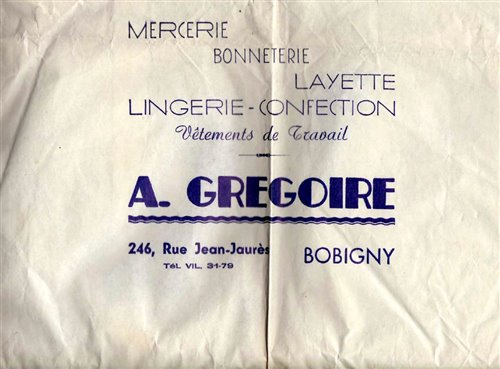 MERCERIE
BONNETERIE
LAYETTE
LINGERIE-CONFECTION
Vêtements de Travail
A. GREGOIRE
246, Rue Jean-Jaurès BOBIGNY
Tél. VIL. 31-79